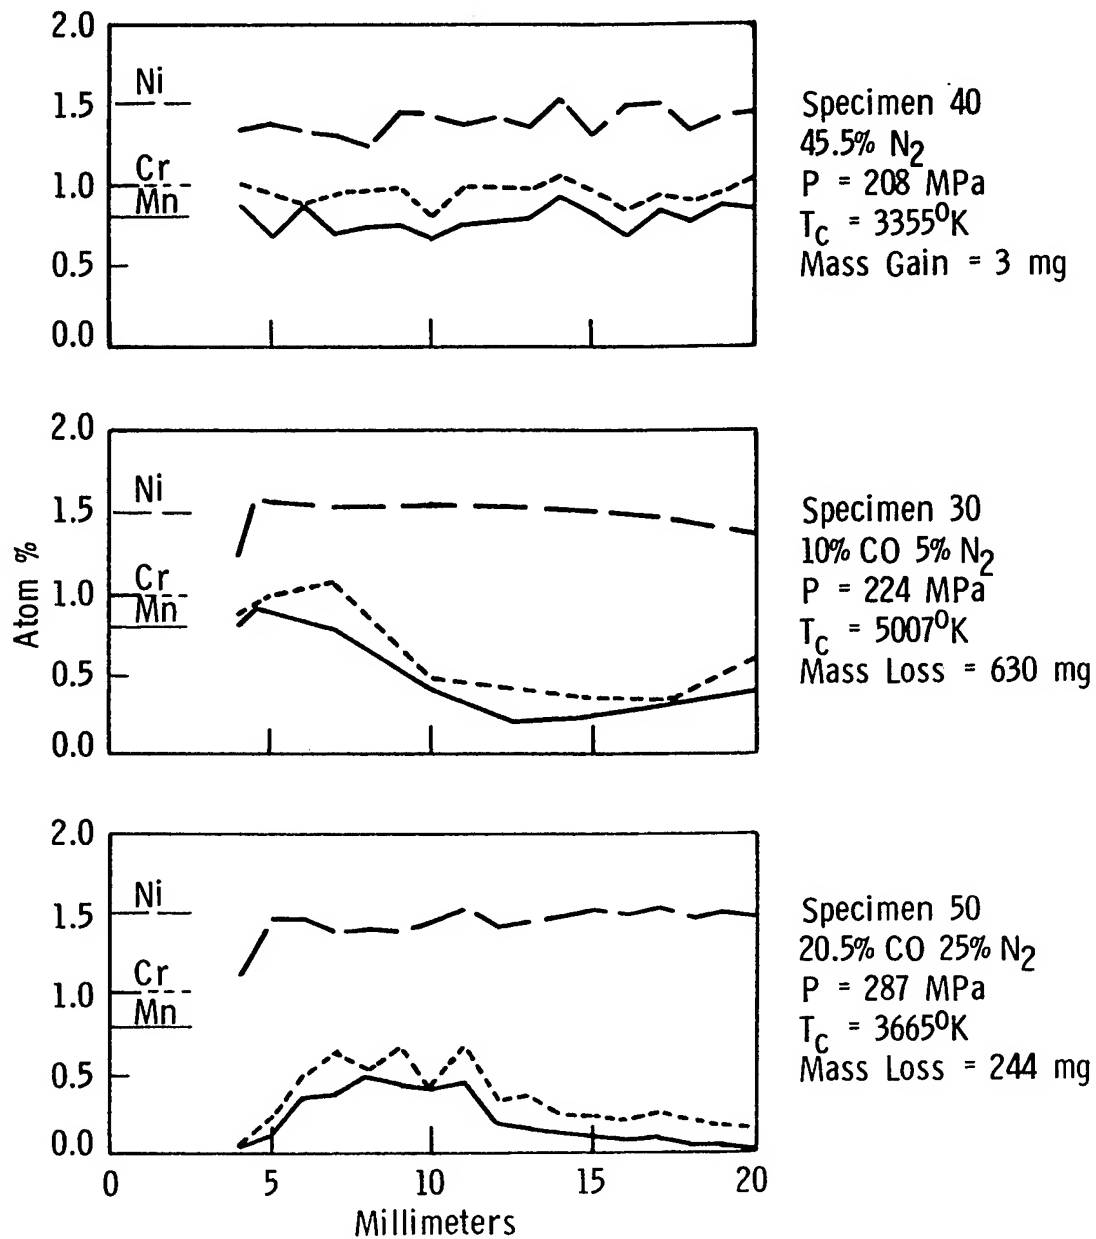 2.0
Ni
1.5
Cr
1.0
Mn
0.5
0.0
Specimen 40
45.5% N2
P = 208 MPa
Tc = 3355⁰K
Mass Gain = 3 mg
2.0
Ni
1.5
Cr
1.0
Mn
0.5
0.0
Specimen 30
10% CO 5% N2
P = 224 MPa
Tc = 5007⁰K
Mass Loss = 630 mg
Atom %
2.0
Ni
1.5
Cr
1.0
Mn
0.5
0.0
Specimen 50
20.5% CO 25% N2
P = 287 MPa
Tc = 3665⁰K
Mass Loss = 244 mg
0 5 10 15 20
Millimeters